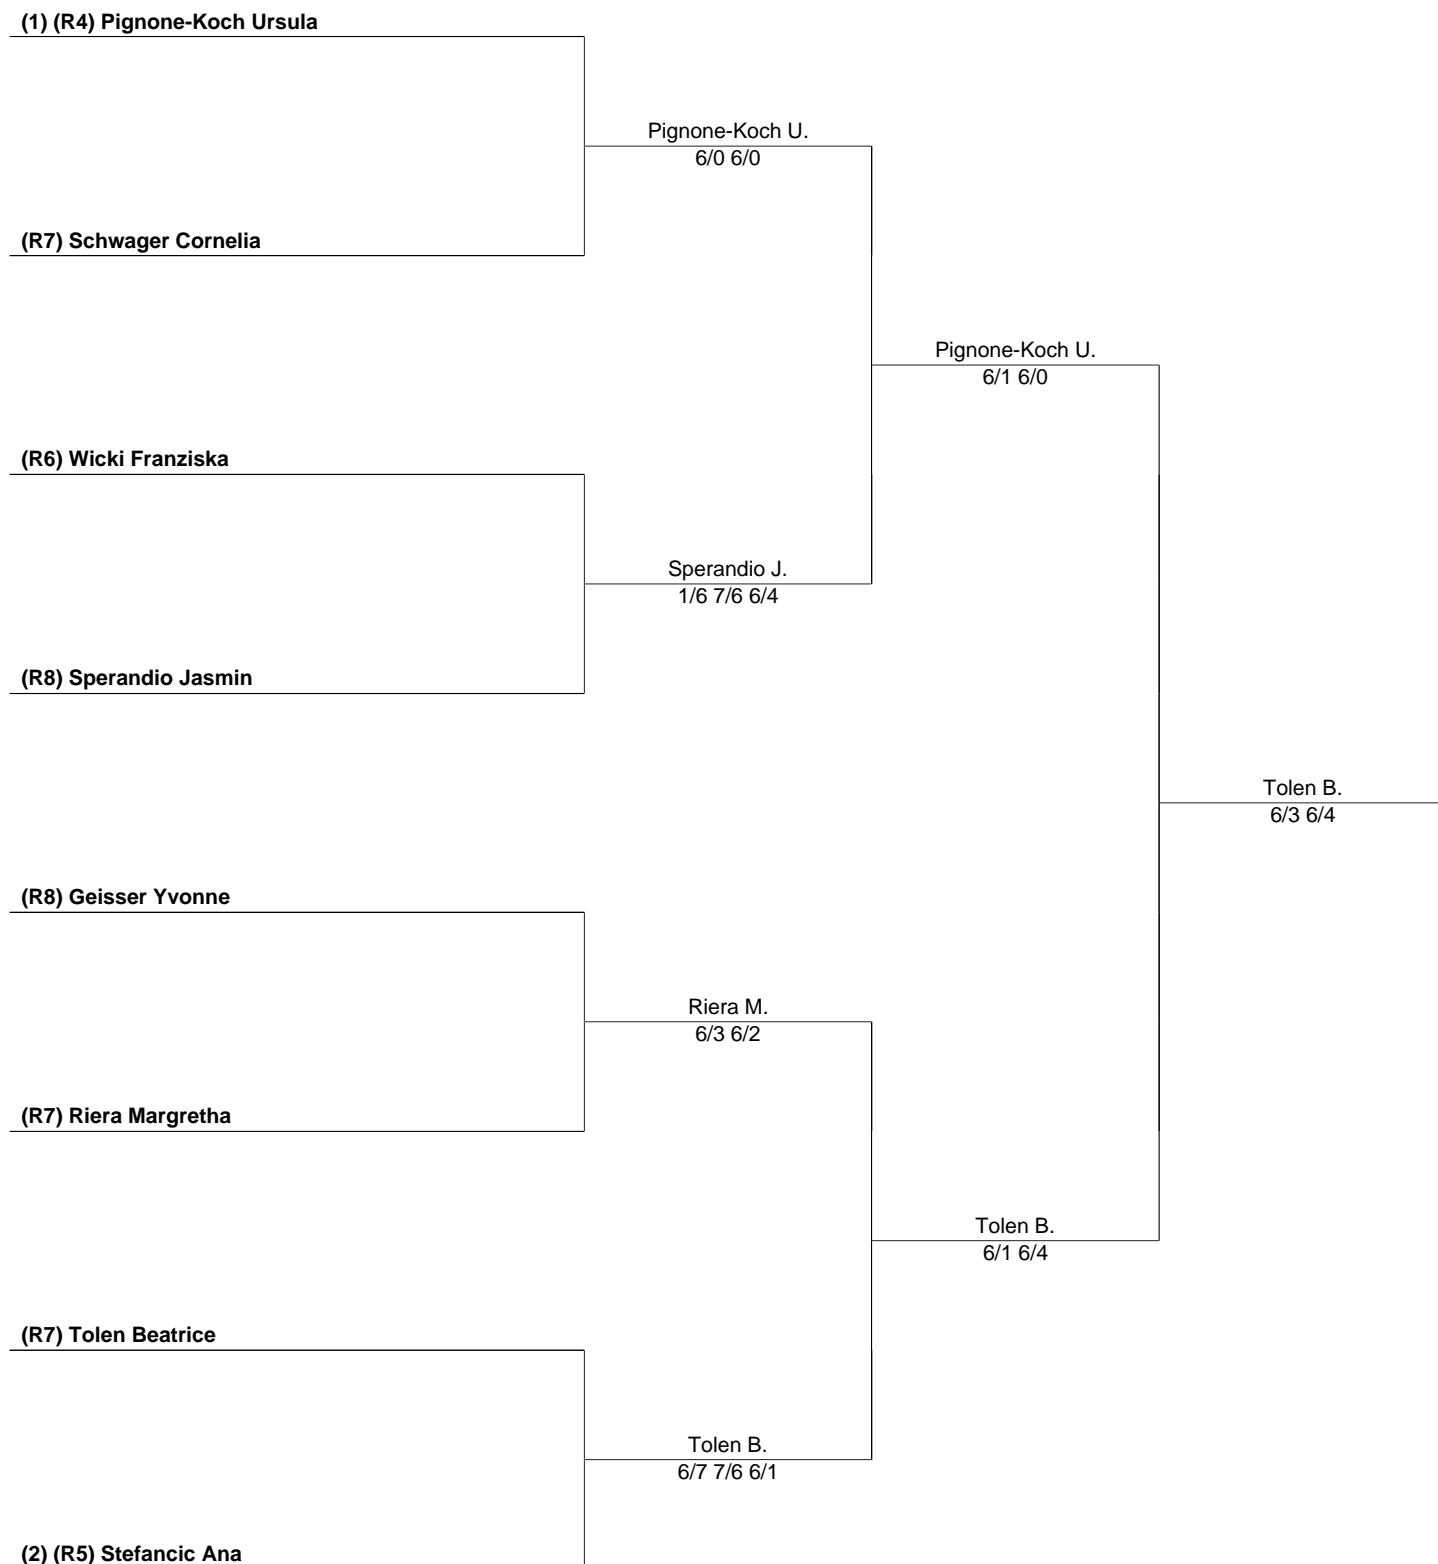 (1) (R4) Pignone-Koch Ursula
Pignone-Koch U.
6/0 6/0
(R7) Schwager Cornelia
Pignone-Koch U.
6/1 6/0
(R6) Wicki Franziska
Sperandio J.
1/6 7/6 6/4
(R8) Sperandio Jasmin
Tolen B.
6/3 6/4
(R8) Geisser Yvonne
Riera M.
6/3 6/2
(R7) Riera Margretha
Tolen B.
6/1 6/4
(R7) Tolen Beatrice
Tolen B.
6/7 7/6 6/1
(2) (R5) Stefancic Ana